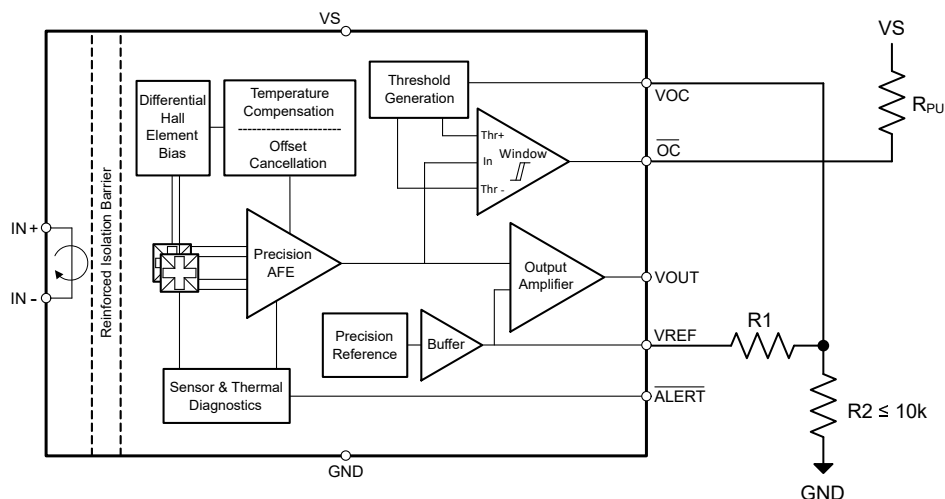 VS
Differential
Hall
Element
Bias
Temperature
Compensation
Offset
Cancellation
Threshold
Generation
VOC
VS
RPU
Thr+
In
Window
Thr -
OC
Reinforced Isolation Barrier
IN +
IN -
Precision
AFE
Output
Amplifier
VOUT
Precision
Reference
Buffer
VREF
R1
Sensor & Thermal
Diagnostics
ALERT
R2 ≤ 10k
GND
GND